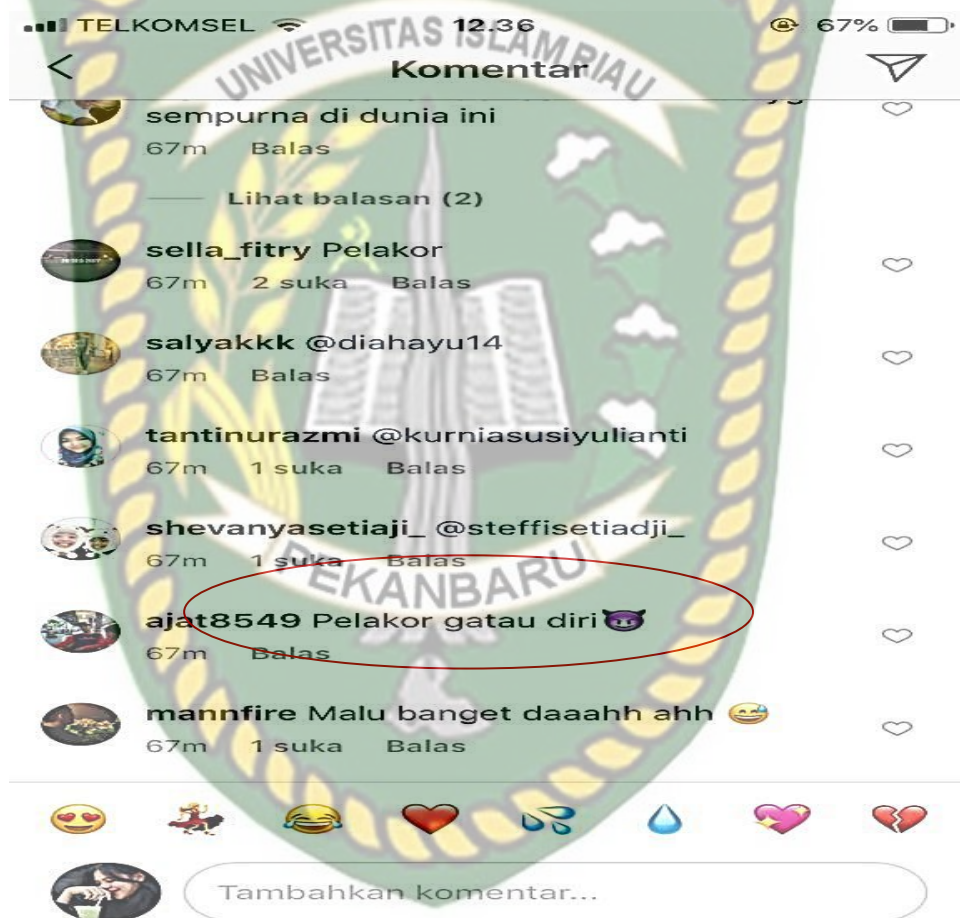 TELKOMSEL 12.36 67%
Komentar
UNIVERSITAS ISLAM RIAU
sempurna di dunia ini
67m Balas
Lihat balasan (2)
sella_fitry Pelakor
67m 2 suka Balas
salyakkk @diahayu14
67m Balas
tantinurazmi @kurniasusiyulianti
67m 1 suka Balas
shevanyasetiaji_ @steffisetiadji_
67m 1 suka Balas
PEKANBARU
ajat8549 Pelakor gatau diri😈
67m Balas
mannfire Malu banget daaahh ahh 😅
67m 1 suka Balas
😍 💃 😂 ❤️ 💦 💧 💖 💔
Tambahkan komentar...